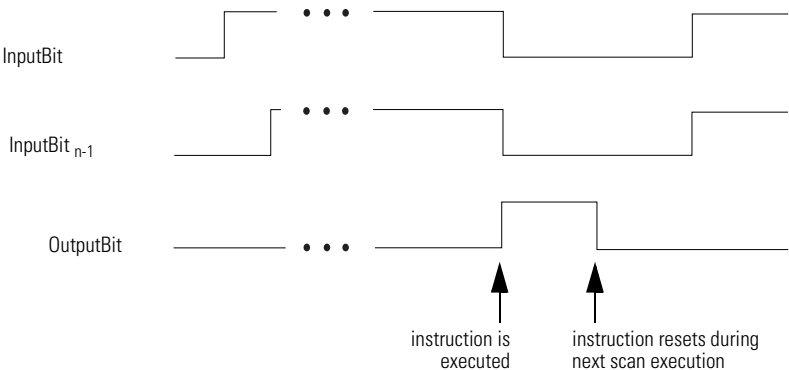 InputBit
InputBit n-1
OutputBit
instruction is
executed
instruction resets during
next scan execution